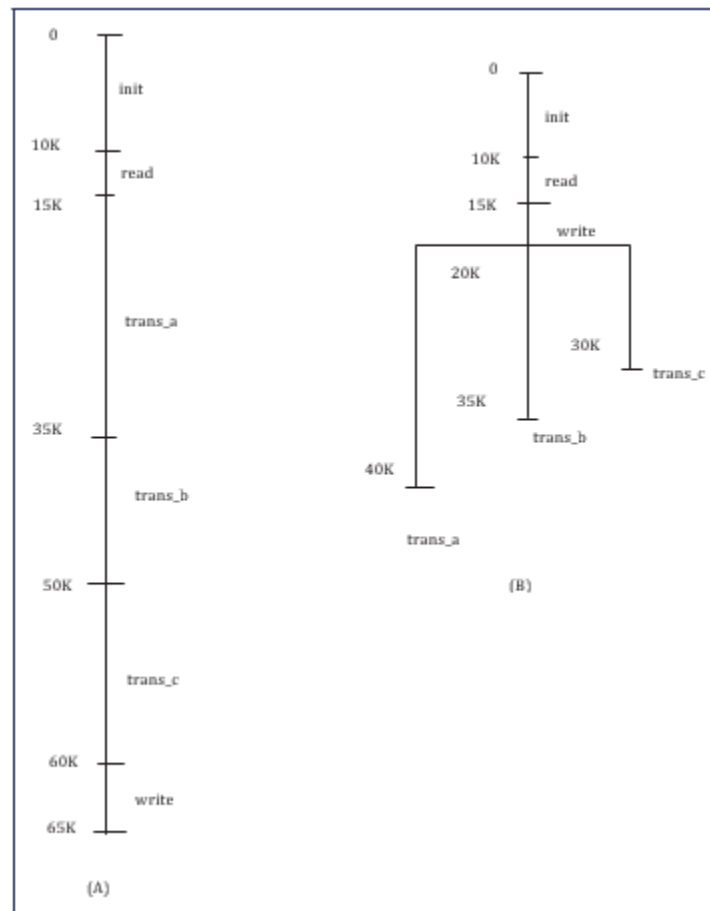 0
init
10K
read
15K
trans_a
35K
trans_b
50K
trans_c
60K
write
65K
(A)
0
init
10K
read
15K
write
20K
30K
trans_c
35K
trans_b
40K
trans_a
(B)